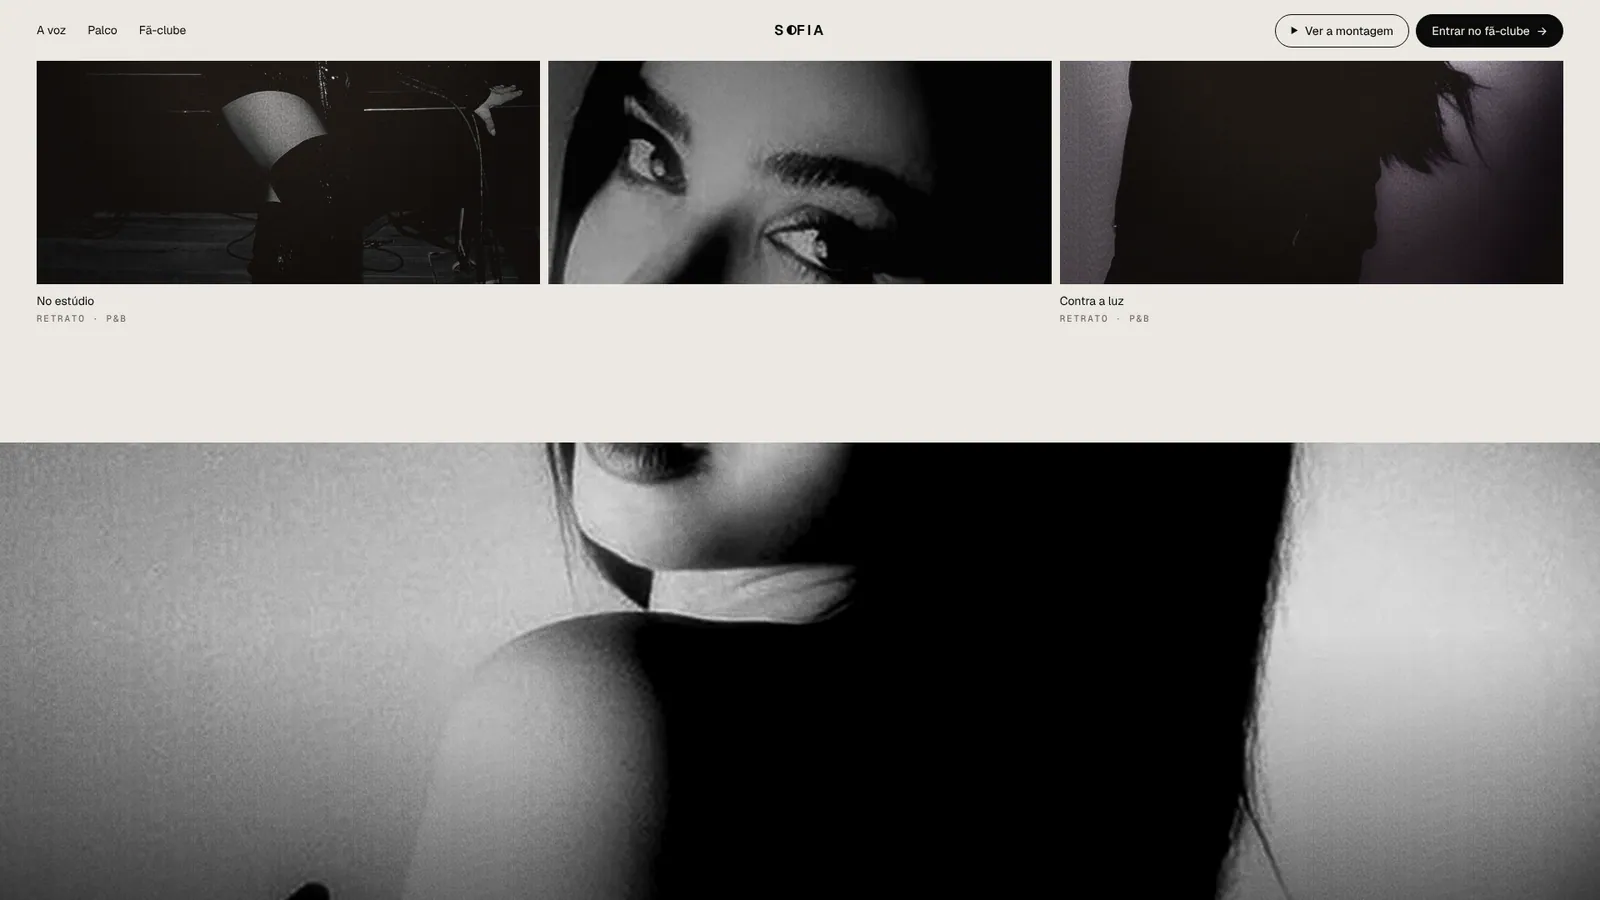 A voz
Palco
Fã-clube
SOFIA
Ver a montagem
Entrar no fã-clube →
No estúdio
RETRATO · P&B
Contra a luz
RETRATO · P&B